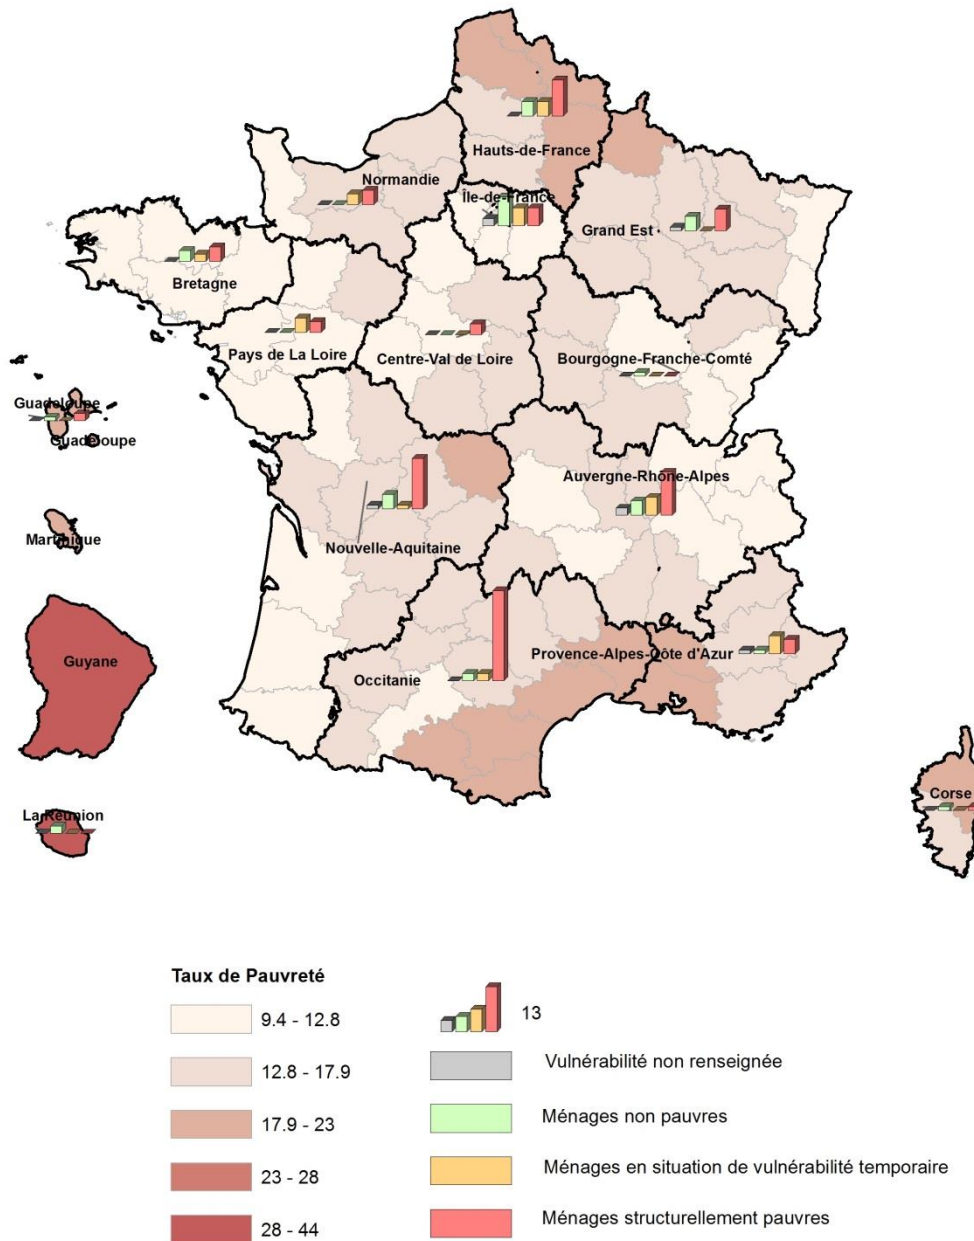 Hauts-de-France
Normandie
Île-de-France
Grand Est
Bretagne
Pays de La Loire
Centre-Val de Loire
Bourgogne-Franche-Comté
Guadeloupe
Guadeloupe
Auvergne-Rhône-Alpes
Martinique
Nouvelle-Aquitaine
Guyane
Occitanie
Provence-Alpes-Côte d'Azur
La Réunion
Corse
Taux de Pauvreté
9.4 - 12.8
13
12.8 - 17.9
Vulnérabilité non renseignée
17.9 - 23
Ménages non pauvres
23 - 28
Ménages en situation de vulnérabilité temporaire
28 - 44
Ménages structurellement pauvres